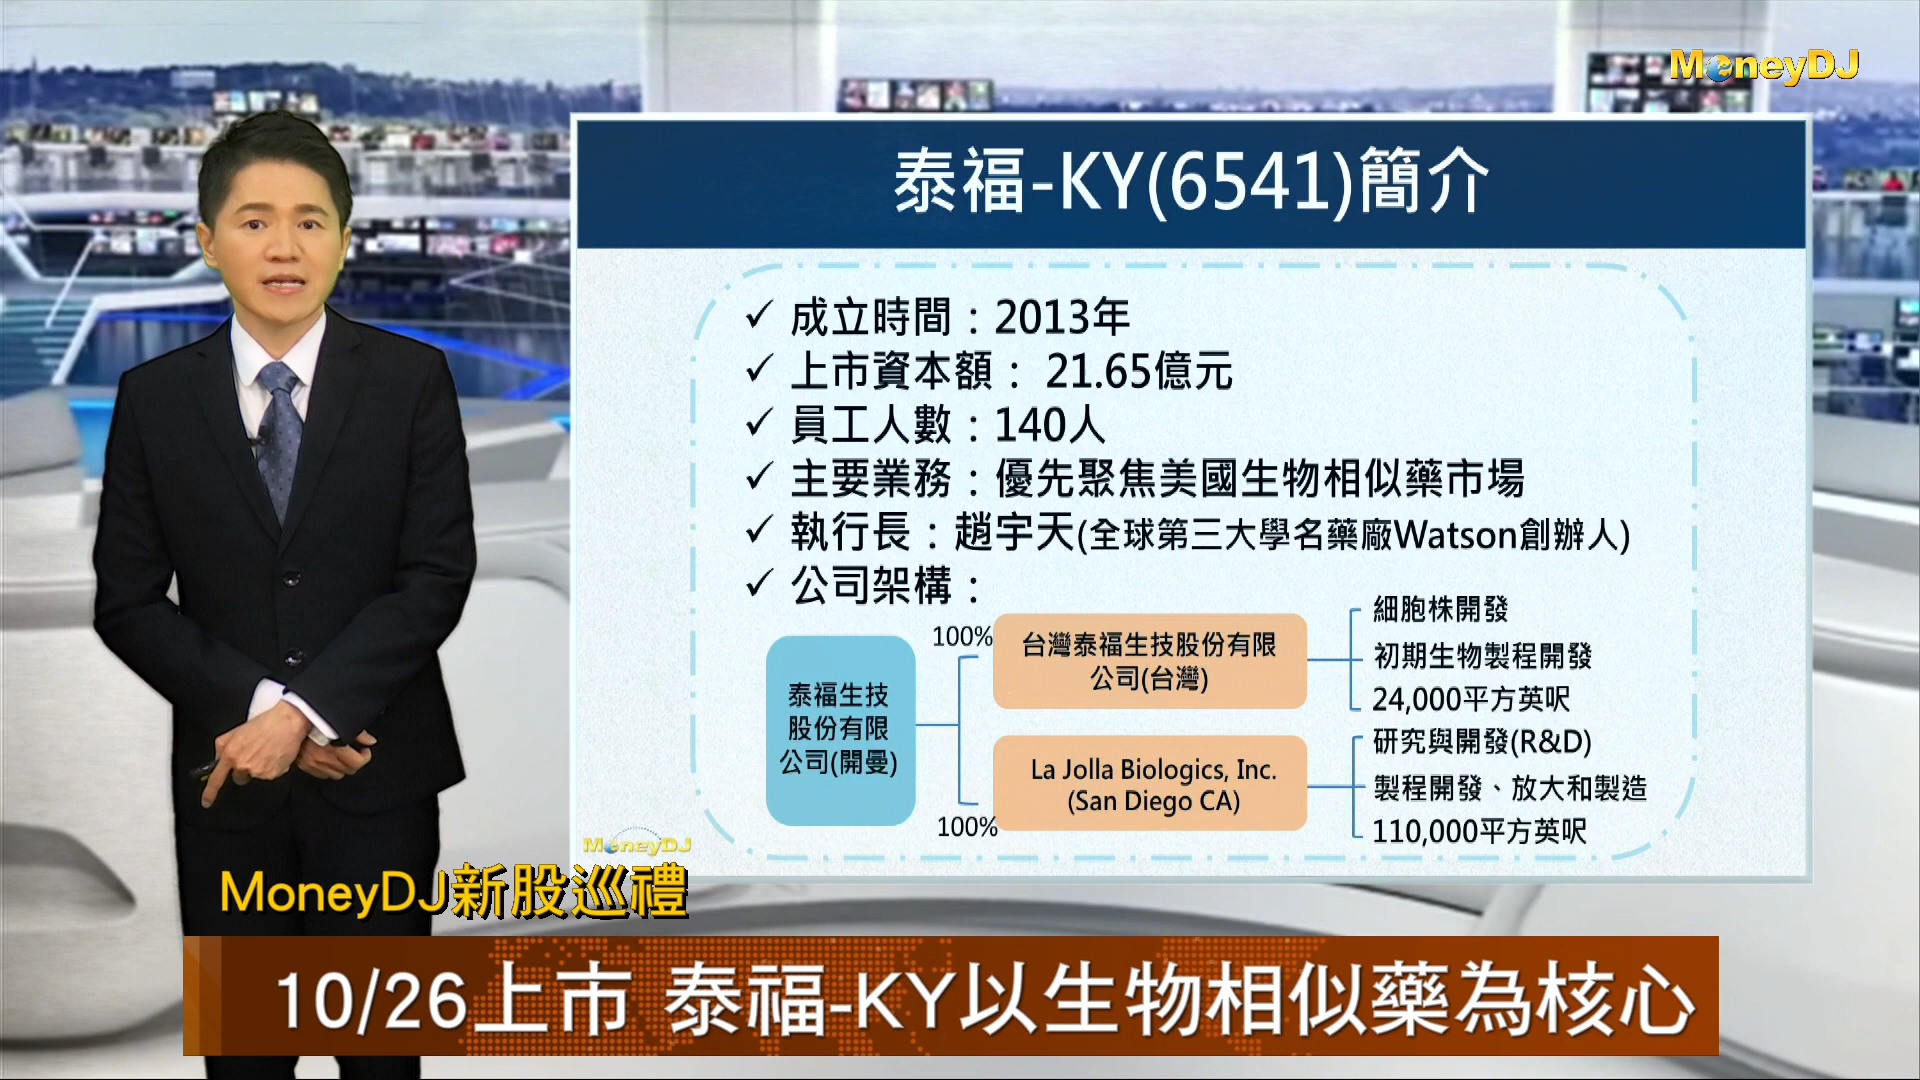 MoneyDJ
泰福-KY(6541)簡介
✓ 成立時間：2013年
✓ 上市資本額： 21.65億元
✓ 員工人數：140人
✓ 主要業務：優先聚焦美國生物相似藥市場
✓ 執行長：趙宇天(全球第三大學名藥廠Watson創辦人)
✓ 公司架構：
泰福生技
股份有限
公司(開曼)
100%
台灣泰福生技股份有限
公司(台灣)
細胞株開發
初期生物製程開發
24,000平方英呎
100%
La Jolla Biologics, Inc.
(San Diego CA)
研究與開發(R&D)
製程開發、放大和製造
110,000平方英呎
MoneyDJ
MoneyDJ新股巡禮
10/26上市 泰福-KY以生物相似藥為核心